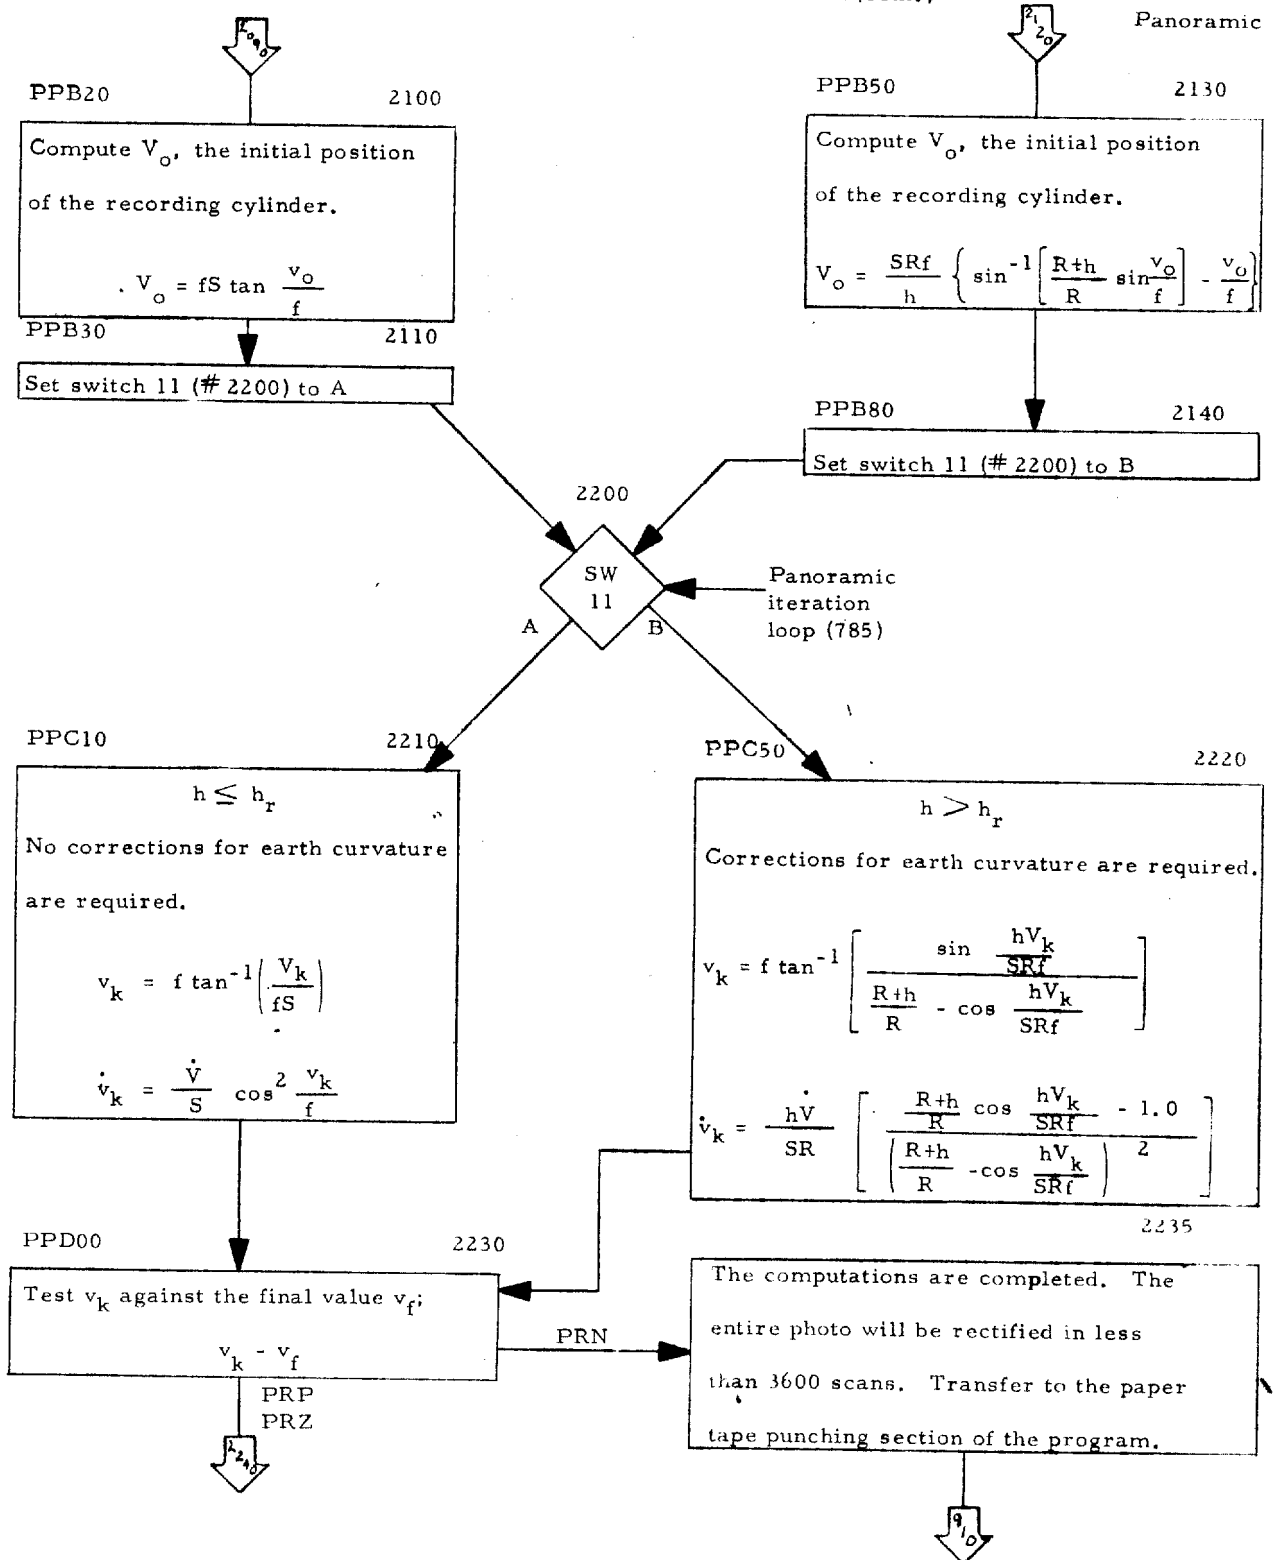 Panoramic
2090
PPB20 2100
Compute V_o, the initial position
of the recording cylinder.
V_o = fS tan v_o/f
PPB30 2110
Set switch 11 (# 2200) to A
2120
PPB50 2130
Compute V_o, the initial position
of the recording cylinder.
V_o = SRf/h { sin^-1 [ R+h/R sin v_o/f ] - v_o/f }
PPB80 2140
Set switch 11 (# 2200) to B
2200
SW
11
A
B
Panoramic
iteration
loop (785)
PPC10 2210
h ≤ h_r
No corrections for earth curvature
are required.
v_k = f tan^-1 ( V_k/fS )
v̇_k = V̇/S cos^2 v_k/f
PPC50 2220
h > h_r
Corrections for earth curvature are required.
v_k = f tan^-1 [ sin hV_k/SRf / ( R+h/R - cos hV_k/SRf ) ]
v̇_k = hV̇/SR [ ( R+h/R cos hV_k/SRf - 1.0 ) / ( R+h/R - cos hV_k/SRf )^2 ]
PPD00 2230
Test v_k against the final value v_f;
v_k - v_f
PRN
PRP
PRZ
2240
2235
The computations are completed. The
entire photo will be rectified in less
than 3600 scans. Transfer to the paper
tape punching section of the program.
910